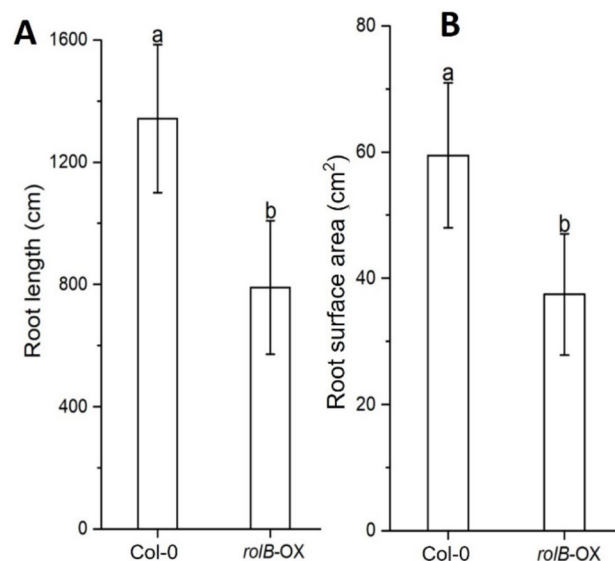 A
Root length (cm)
1600
1200
800
400
0
a
b
Col-0 rolB-OX
B
Root surface area (cm²)
80
60
40
20
0
a
b
Col-0 rolB-OX